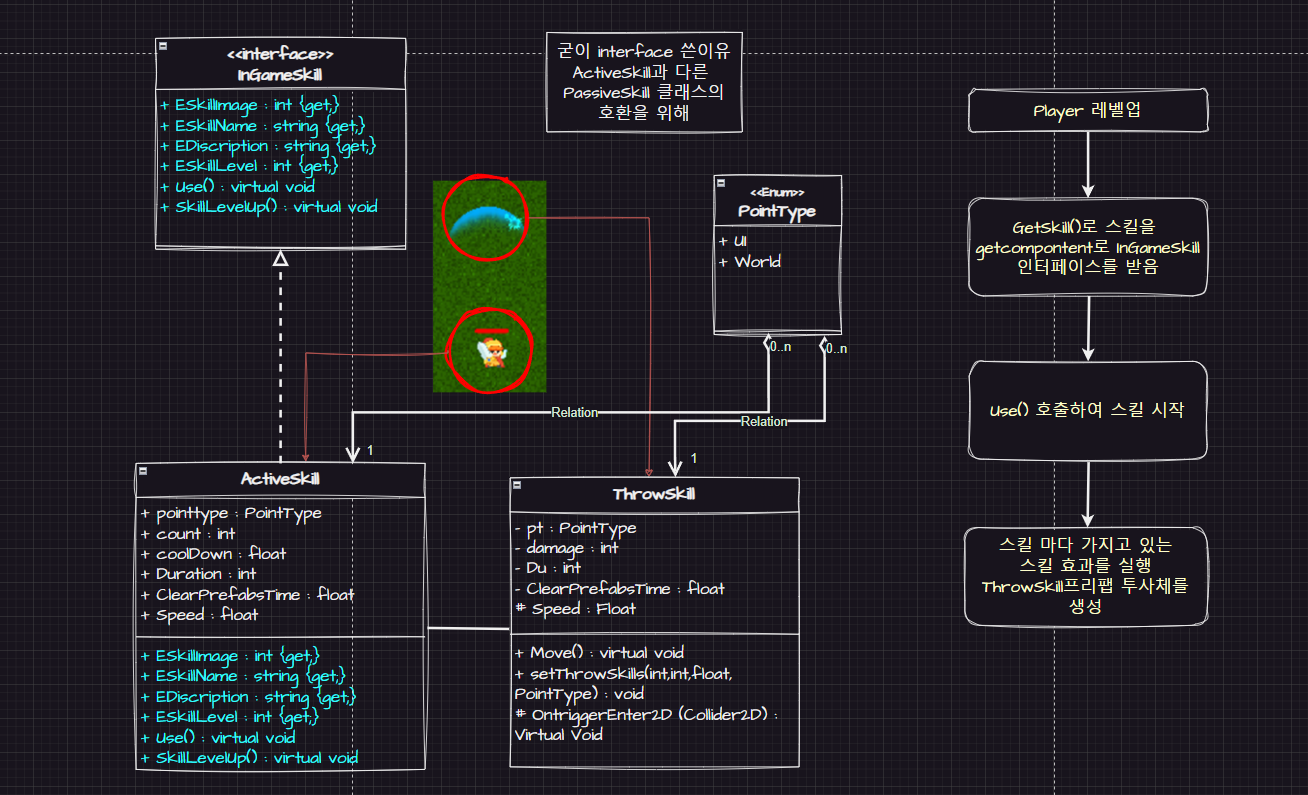 <<interface>>
InGameSkill
+ ESkillImage : int {get;}
+ ESkillName : string {get;}
+ EDiscription : string {get;}
+ ESkillLevel : int {get;}
+ Use() : virtual void
+ SkillLevelUp() : virtual void
굳이 interface 쓴이유
ActiveSkill과 다른
PassiveSkill 클래스의
호환을 위해
<<Enum>>
PointType
+ UI
+ World
0..n
0..n
Relation
Relation
1
1
ActiveSkill
+ pointtype : PointType
+ count : int
+ coolDown : float
+ Duration : int
+ ClearPrefabsTime : float
+ Speed : float
+ ESkillImage : int {get;}
+ ESkillName : string {get;}
+ EDiscription : string {get;}
+ ESkillLevel : int {get;}
+ Use() : virtual void
+ SkillLevelUp() : virtual void
ThrowSkill
- pt : PointType
- damage : int
- Du : int
- ClearPrefabsTime : float
# Speed : Float
+ Move() : virtual void
+ setThrowSkills(int,int,float,
PointType) : void
# OntriggerEnter2D (Collider2D) :
Virtual Void
Player 레벨업
GetSkill()로 스킬을
getcompontent로 InGameSkill
인터페이스를 받음
Use() 호출하여 스킬 시작
스킬 마다 가지고 있는
스킬 효과를 실행
ThrowSkill프리팹 투사체를
생성